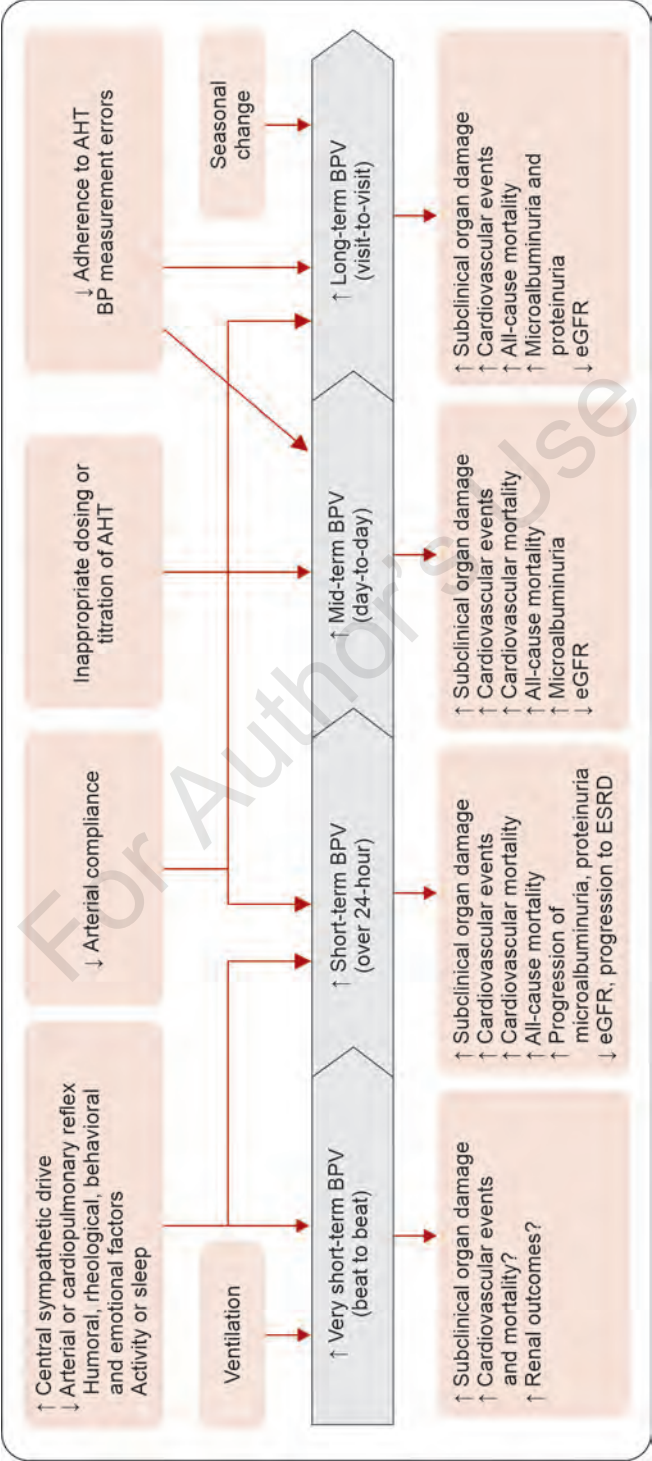 ↑ Central sympathetic drive
↓ Arterial or cardiopulmonary reflex
Humoral, rheological, behavioral
and emotional factors
Activity or sleep
↓ Arterial compliance
Inappropriate dosing or
titration of AHT
↓ Adherence to AHT
BP measurement errors
Ventilation
Seasonal
change
↑ Very short-term BPV
(beat to beat)
↑ Short-term BPV
(over 24-hour)
↑ Mid-term BPV
(day-to-day)
↑ Long-term BPV
(visit-to-visit)
↑ Subclinical organ damage
↑ Cardiovascular events
and mortality?
↑ Renal outcomes?
↑ Subclinical organ damage
↑ Cardiovascular events
↑ Cardiovascular mortality
↑ All-cause mortality
↑ Progression of
microalbuminuria, proteinuria
↓ eGFR, progression to ESRD
↑ Subclinical organ damage
↑ Cardiovascular events
↑ Cardiovascular mortality
↑ All-cause mortality
↑ Microalbuminuria
↓ eGFR
↑ Subclinical organ damage
↑ Cardiovascular events
↑ All-cause mortality
↑ Microalbuminuria and
proteinuria
↓ eGFR
For Author's Use